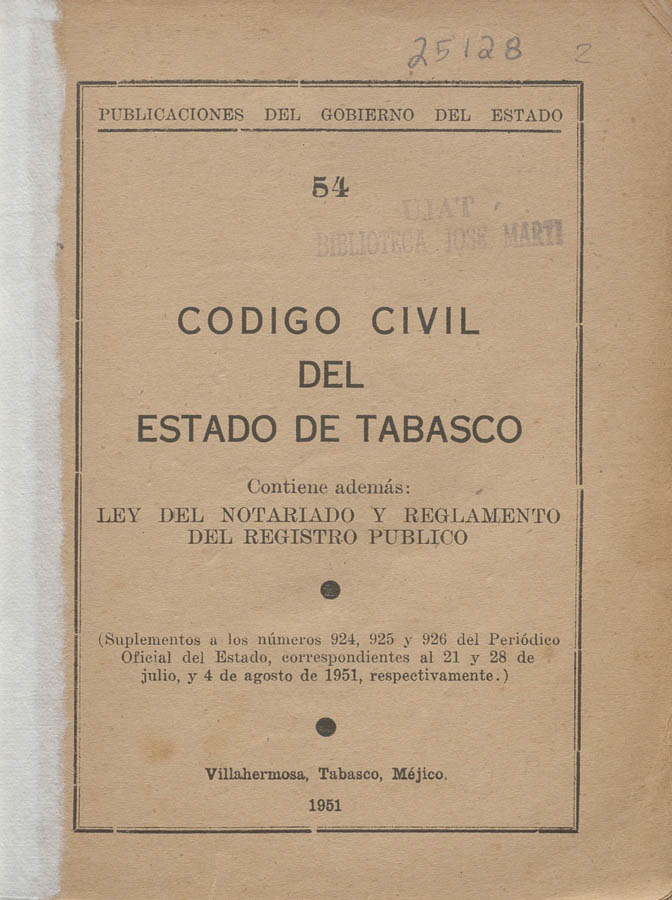 25128 2
PUBLICACIONES DEL GOBIERNO DEL ESTADO
54
UJAT
BIBLIOTECA JOSE MARTI
CODIGO CIVIL
DEL
ESTADO DE TABASCO
Contiene además:
LEY DEL NOTARIADO Y REGLAMENTO
DEL REGISTRO PUBLICO
(Suplementos a los números 924, 925 y 926 del Periódico
Oficial del Estado, correspondientes al 21 y 28 de
julio, y 4 de agosto de 1951, respectivamente.)
Villahermosa, Tabasco, Méjico.
1951